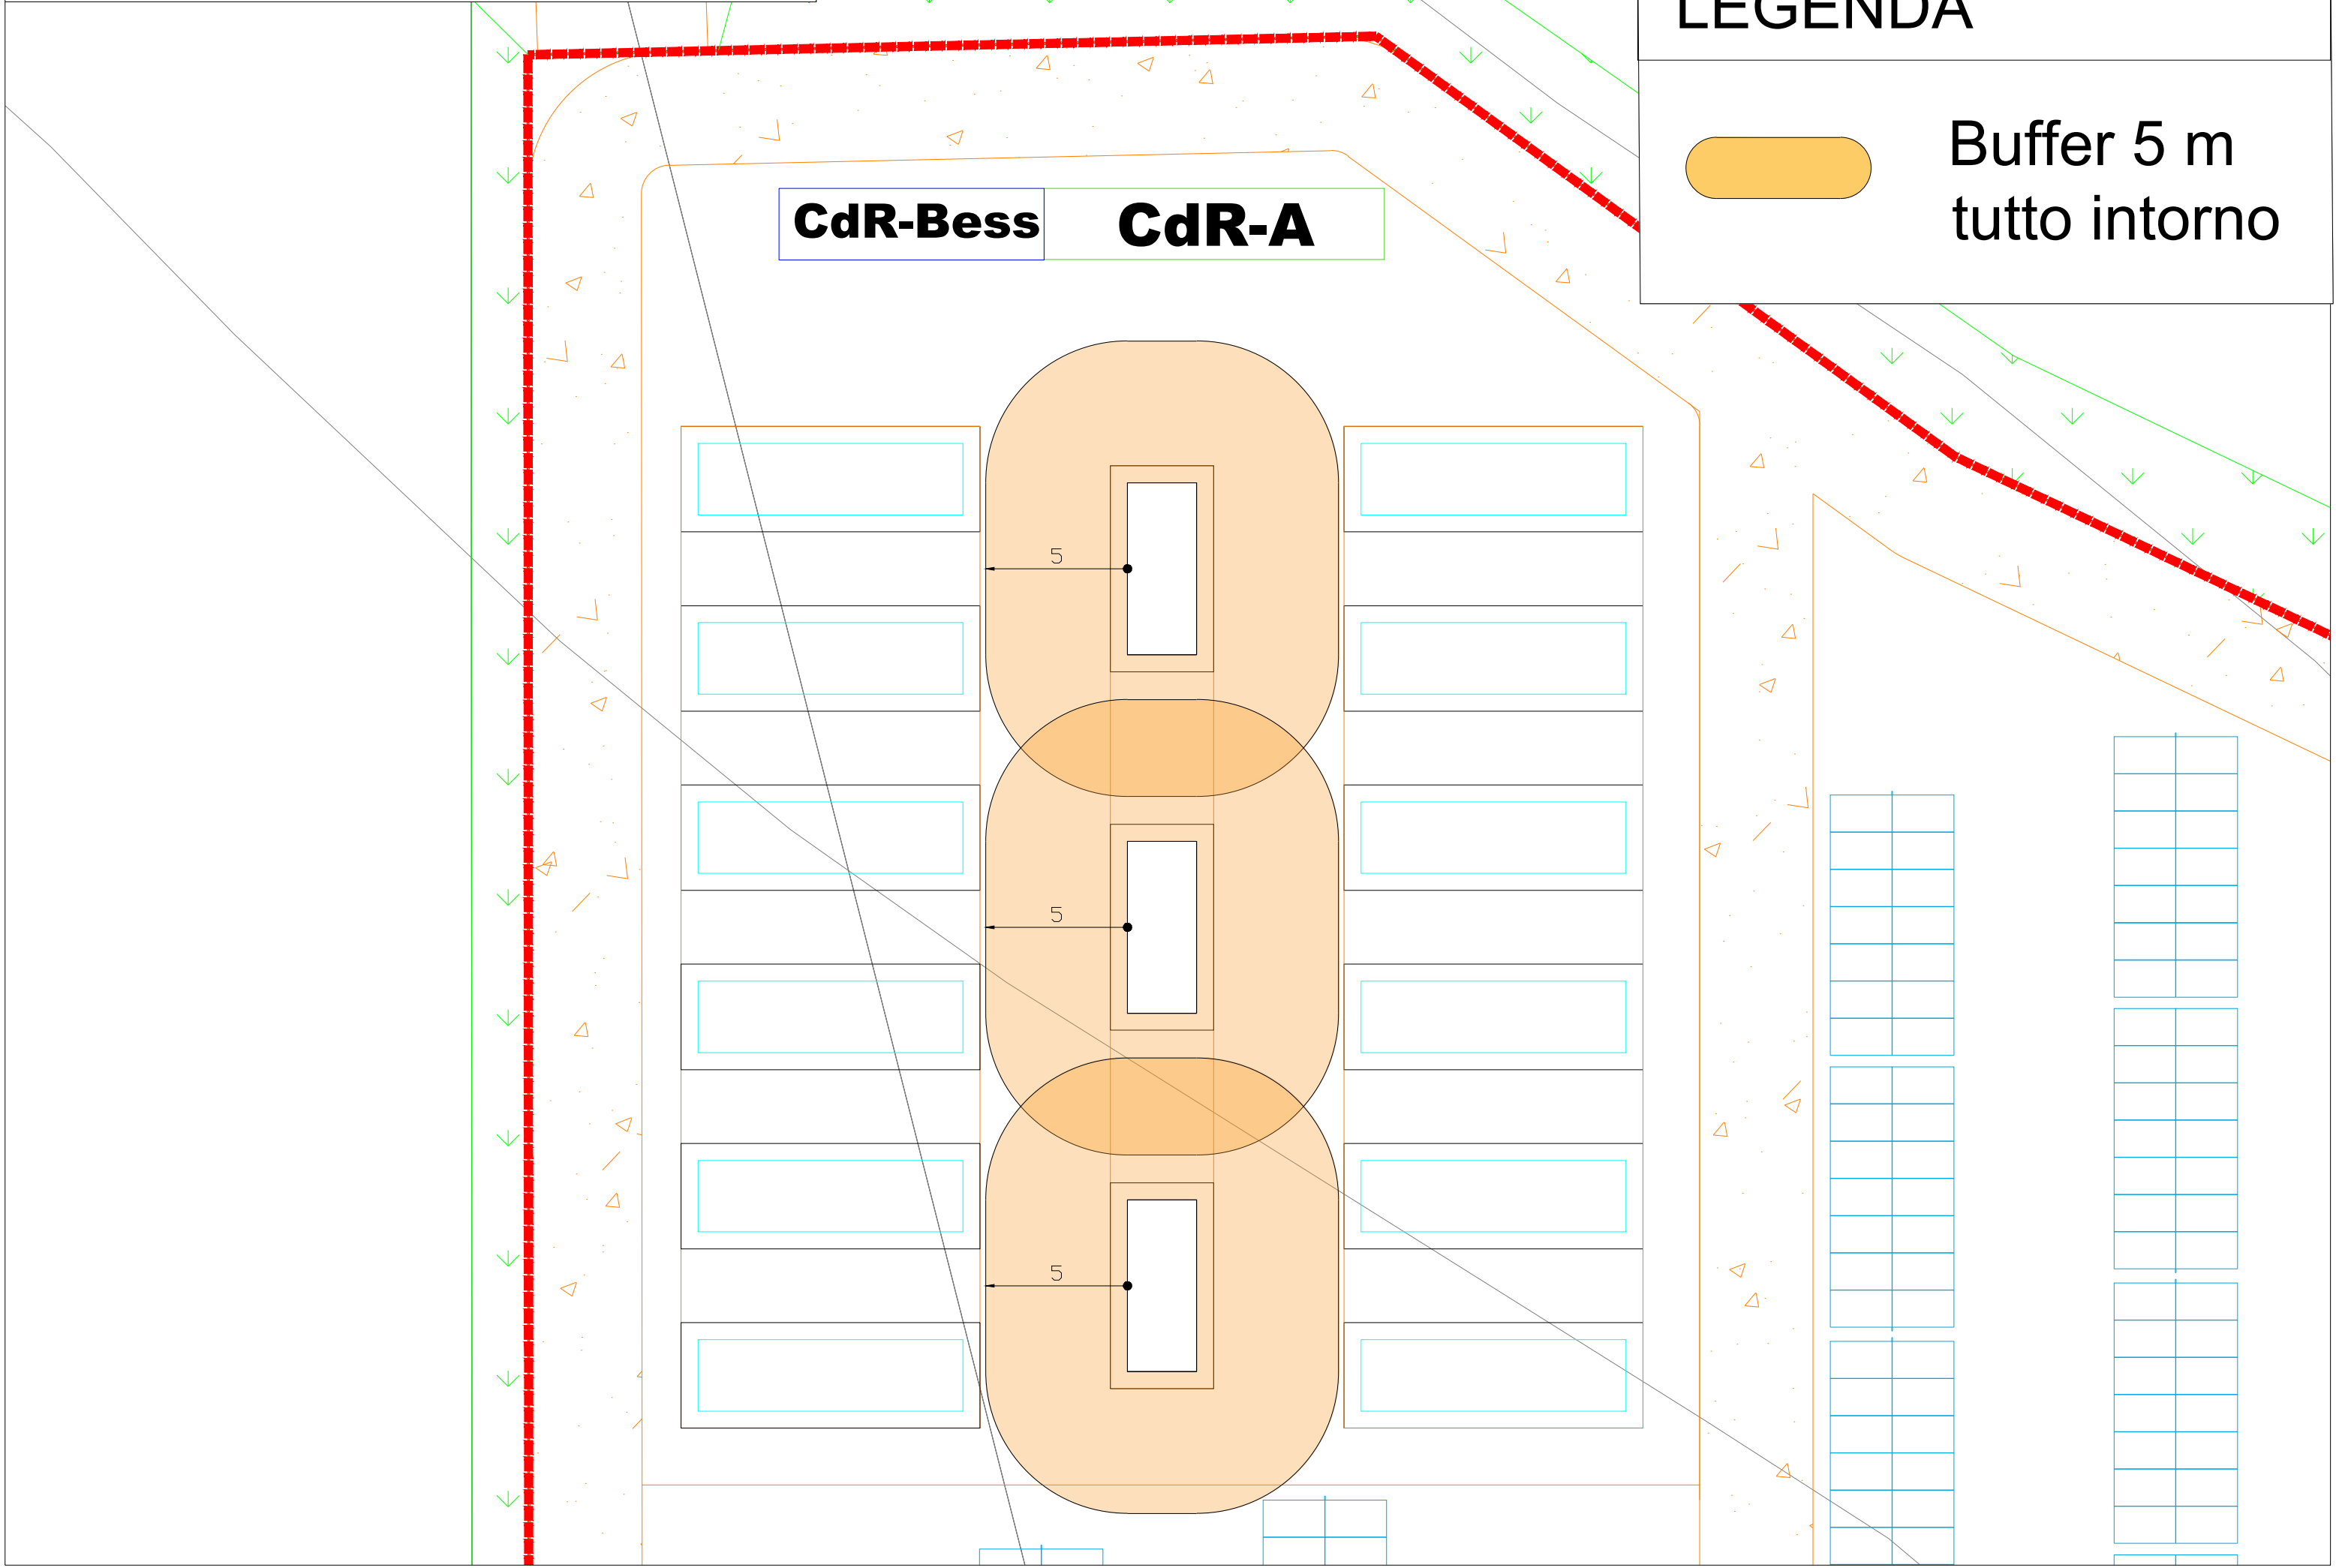 LEGENDA
Buffer 5 m
tutto intorno
CdR-Bess
CdR-A
5
5
5